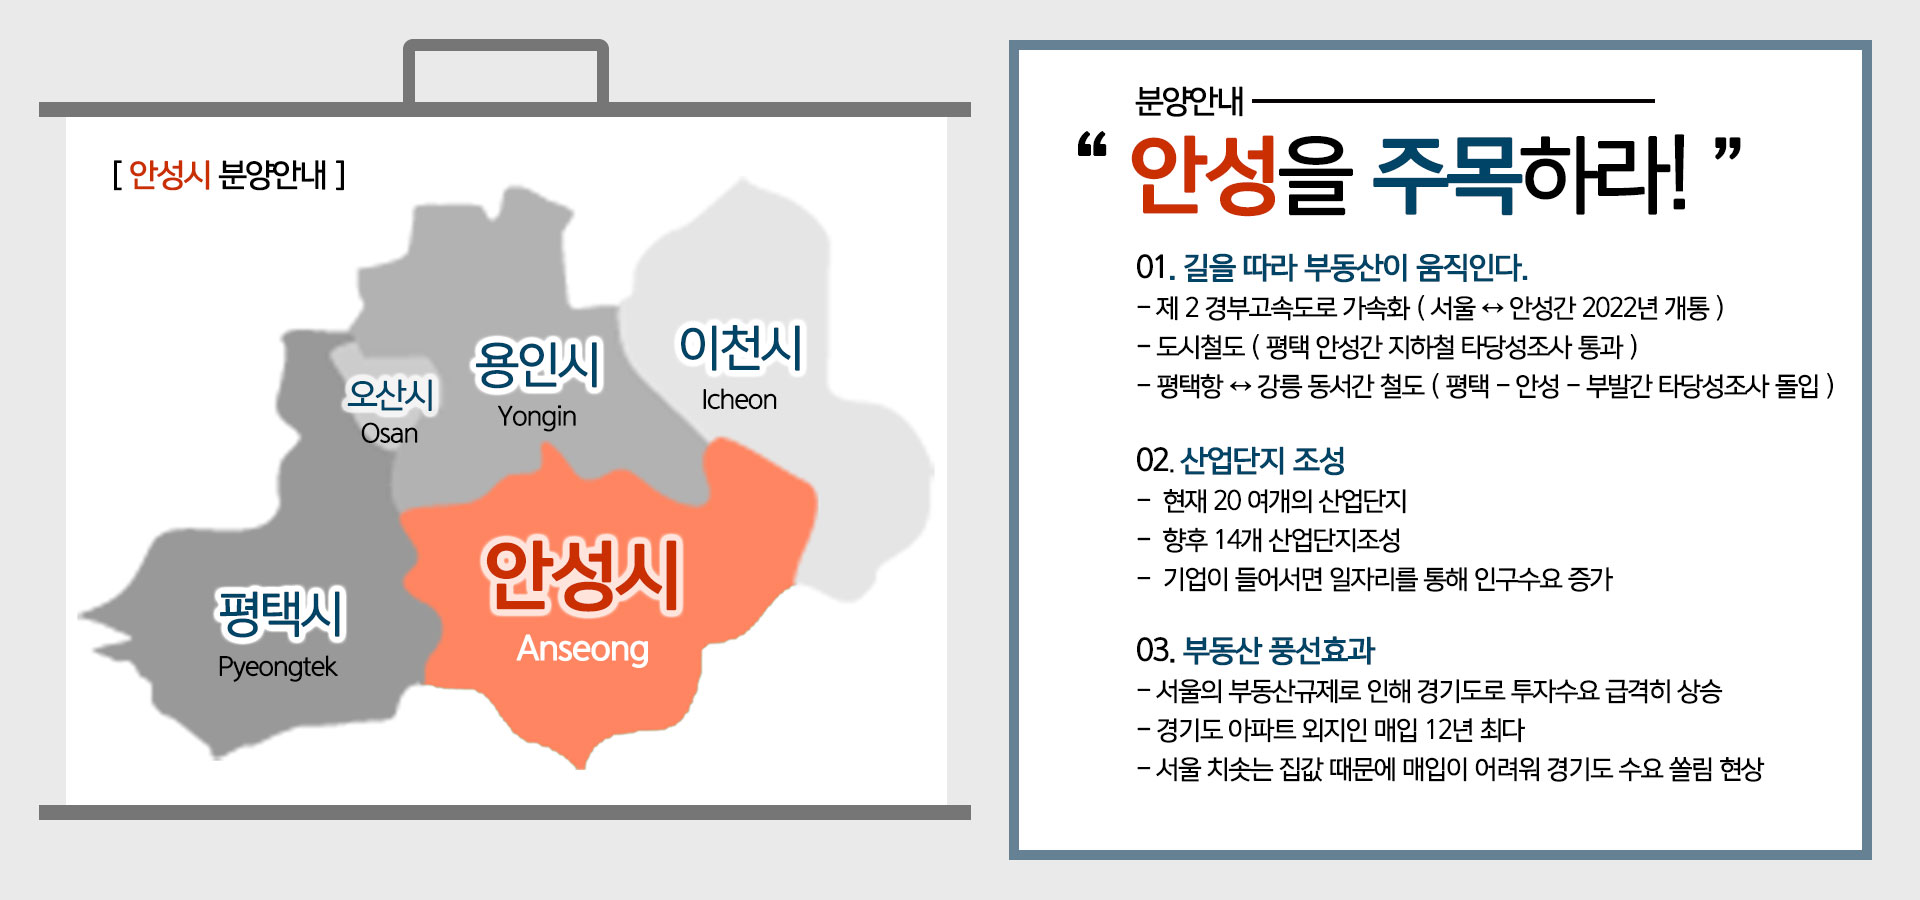 [ 안성시 분양안내 ]
이천시
Icheon
용인시
Yongin
오산시
Osan
안성시
Anseong
평택시
Pyeongtek
분양안내
“ 안성을 주목하라! ”
01. 길을 따라 부동산이 움직인다.
- 제 2 경부고속도로 가속화 ( 서울 ↔ 안성간 2022년 개통 )
- 도시철도 ( 평택 안성간 지하철 타당성조사 통과 )
- 평택항 ↔ 강릉 동서간 철도 ( 평택 - 안성 - 부발간 타당성조사 돌입 )
02. 산업단지 조성
- 현재 20 여개의 산업단지
- 향후 14개 산업단지조성
- 기업이 들어서면 일자리를 통해 인구수요 증가
03. 부동산 풍선효과
- 서울의 부동산규제로 인해 경기도로 투자수요 급격히 상승
- 경기도 아파트 외지인 매입 12년 최다
- 서울 치솟는 집값 때문에 매입이 어려워 경기도 수요 쏠림 현상